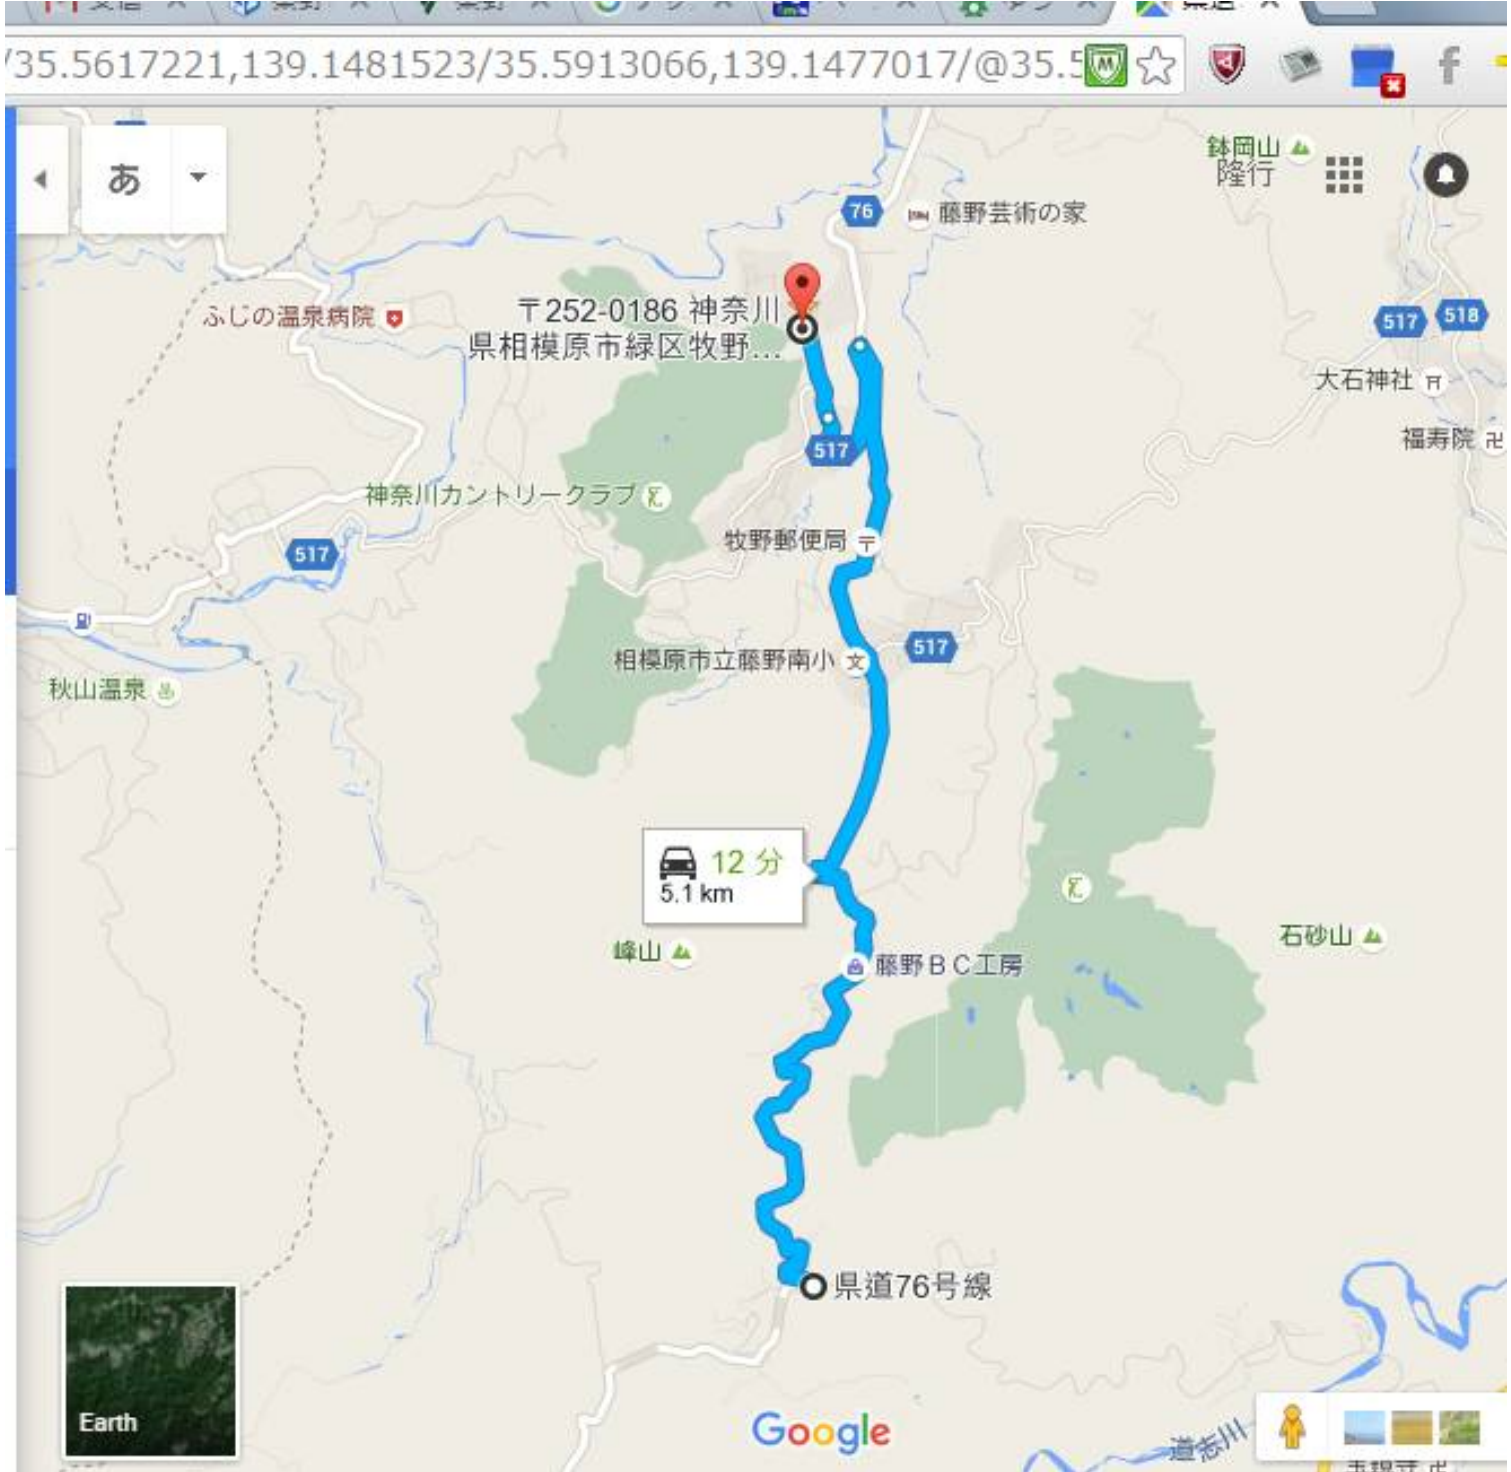 /35.5617221,139.1481523/35.5913066,139.1477017/@35.5
M
f
あ
鉢岡山
隆行
76
藤野芸術の家
ふじの温泉病院
〒252-0186 神奈川
県相模原市緑区牧野...
517
518
大石神社
福寿院
517
神奈川カントリークラブ
牧野郵便局
517
517
相模原市立藤野南小
文
秋山温泉
12 分
5.1 km
峰山
石砂山
藤野BC工房
県道76号線
Earth
Google
道志川